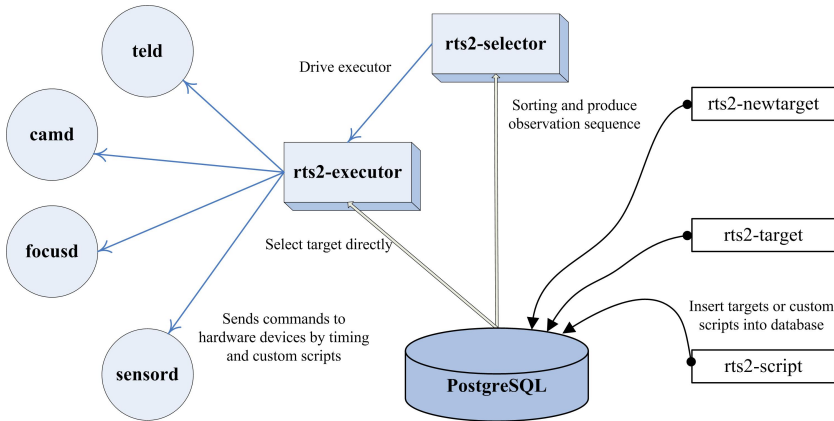 teld
rts2-selector
Drive executor
camd
Sorting and produce
observation sequence
rts2-newtarget
rts2-executor
focusd
Select target directly
rts2-target
Sends commands to
hardware devices by timing
and custom scripts
Insert targets or custom
scripts into database
sensord
PostgreSQL
rts2-script